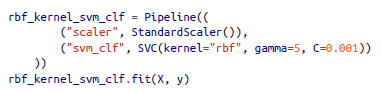 rbf_kernel_svm_clf = Pipeline((
        ("scaler", StandardScaler()),
        ("svm_clf", SVC(kernel="rbf", gamma=5, C=0.001))
    ))
rbf_kernel_svm_clf.fit(X, y)